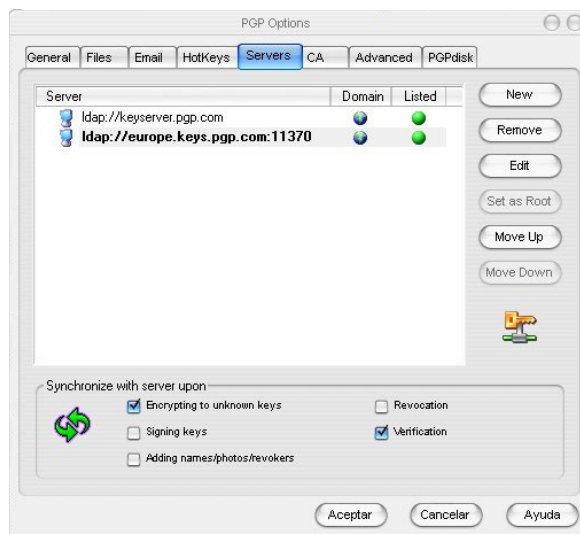 PGP Options
General Files Email HotKeys Servers CA Advanced PGPdisk
Server Domain Listed
ldap://keyserver.pgp.com
ldap://europe.keys.pgp.com:11370
New
Remove
Edit
Set as Root
Move Up
Move Down
Synchronize with server upon
Encrypting to unknown keys
Revocation
Signing keys
Verification
Adding names/photos/revokers
Aceptar Cancelar Ayuda